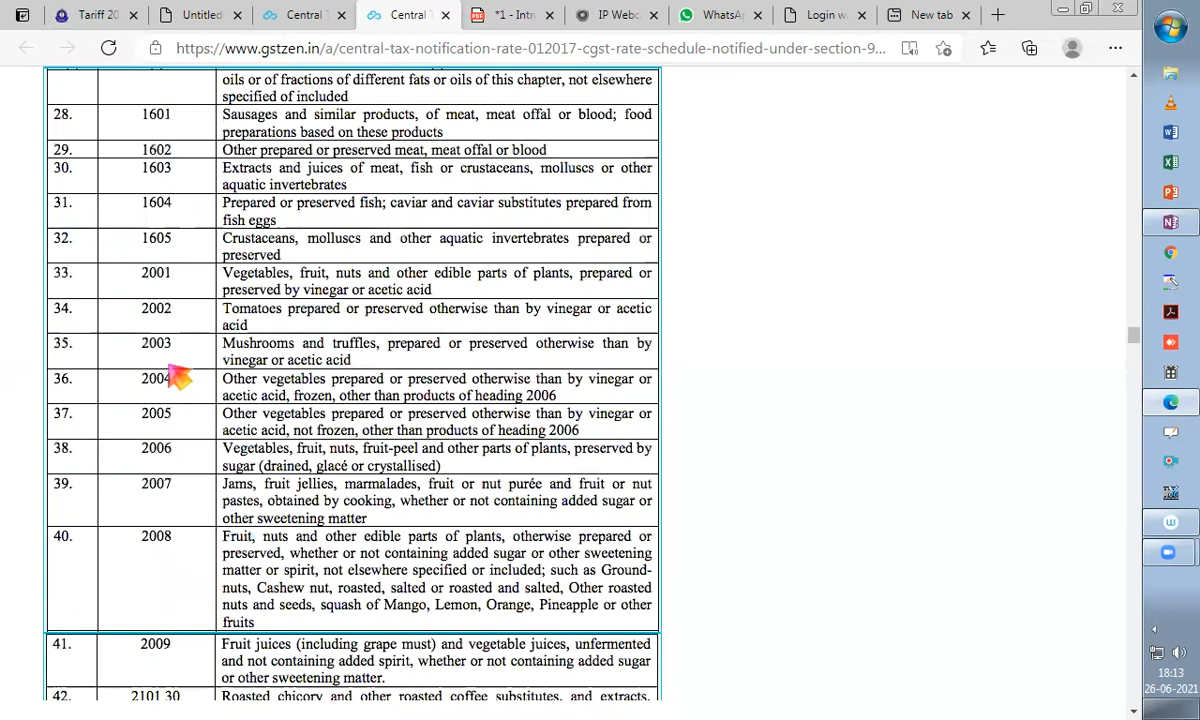 Tariff 20
Untitled
Central T
Central T
*1 - Intr
IP Webc
WhatsA
Login w
New tab
https://www.gstzen.in/a/central-tax-notification-rate-012017-cgst-rate-schedule-notified-under-section-9...
oils or of fractions of different fats or oils of this chapter, not elsewhere
specified of included
28. 1601 Sausages and similar products, of meat, meat offal or blood; food
preparations based on these products
29. 1602 Other prepared or preserved meat, meat offal or blood
30. 1603 Extracts and juices of meat, fish or crustaceans, molluscs or other
aquatic invertebrates
31. 1604 Prepared or preserved fish; caviar and caviar substitutes prepared from
fish eggs
32. 1605 Crustaceans, molluscs and other aquatic invertebrates prepared or
preserved
33. 2001 Vegetables, fruit, nuts and other edible parts of plants, prepared or
preserved by vinegar or acetic acid
34. 2002 Tomatoes prepared or preserved otherwise than by vinegar or acetic
acid
35. 2003 Mushrooms and truffles, prepared or preserved otherwise than by
vinegar or acetic acid
36. 2004 Other vegetables prepared or preserved otherwise than by vinegar or
acetic acid, frozen, other than products of heading 2006
37. 2005 Other vegetables prepared or preserved otherwise than by vinegar or
acetic acid, not frozen, other than products of heading 2006
38. 2006 Vegetables, fruit, nuts, fruit-peel and other parts of plants, preserved by
sugar (drained, glacé or crystallised)
39. 2007 Jams, fruit jellies, marmalades, fruit or nut purée and fruit or nut
pastes, obtained by cooking, whether or not containing added sugar or
other sweetening matter
40. 2008 Fruit, nuts and other edible parts of plants, otherwise prepared or
preserved, whether or not containing added sugar or other sweetening
matter or spirit, not elsewhere specified or included; such as Ground-
nuts, Cashew nut, roasted, salted or roasted and salted, Other roasted
nuts and seeds, squash of Mango, Lemon, Orange, Pineapple or other
fruits
41. 2009 Fruit juices (including grape must) and vegetable juices, unfermented
and not containing added spirit, whether or not containing added sugar
or other sweetening matter.
42. 2101 30 Roasted chicory and other roasted coffee substitutes, and extracts,
18:13
26-06-2021